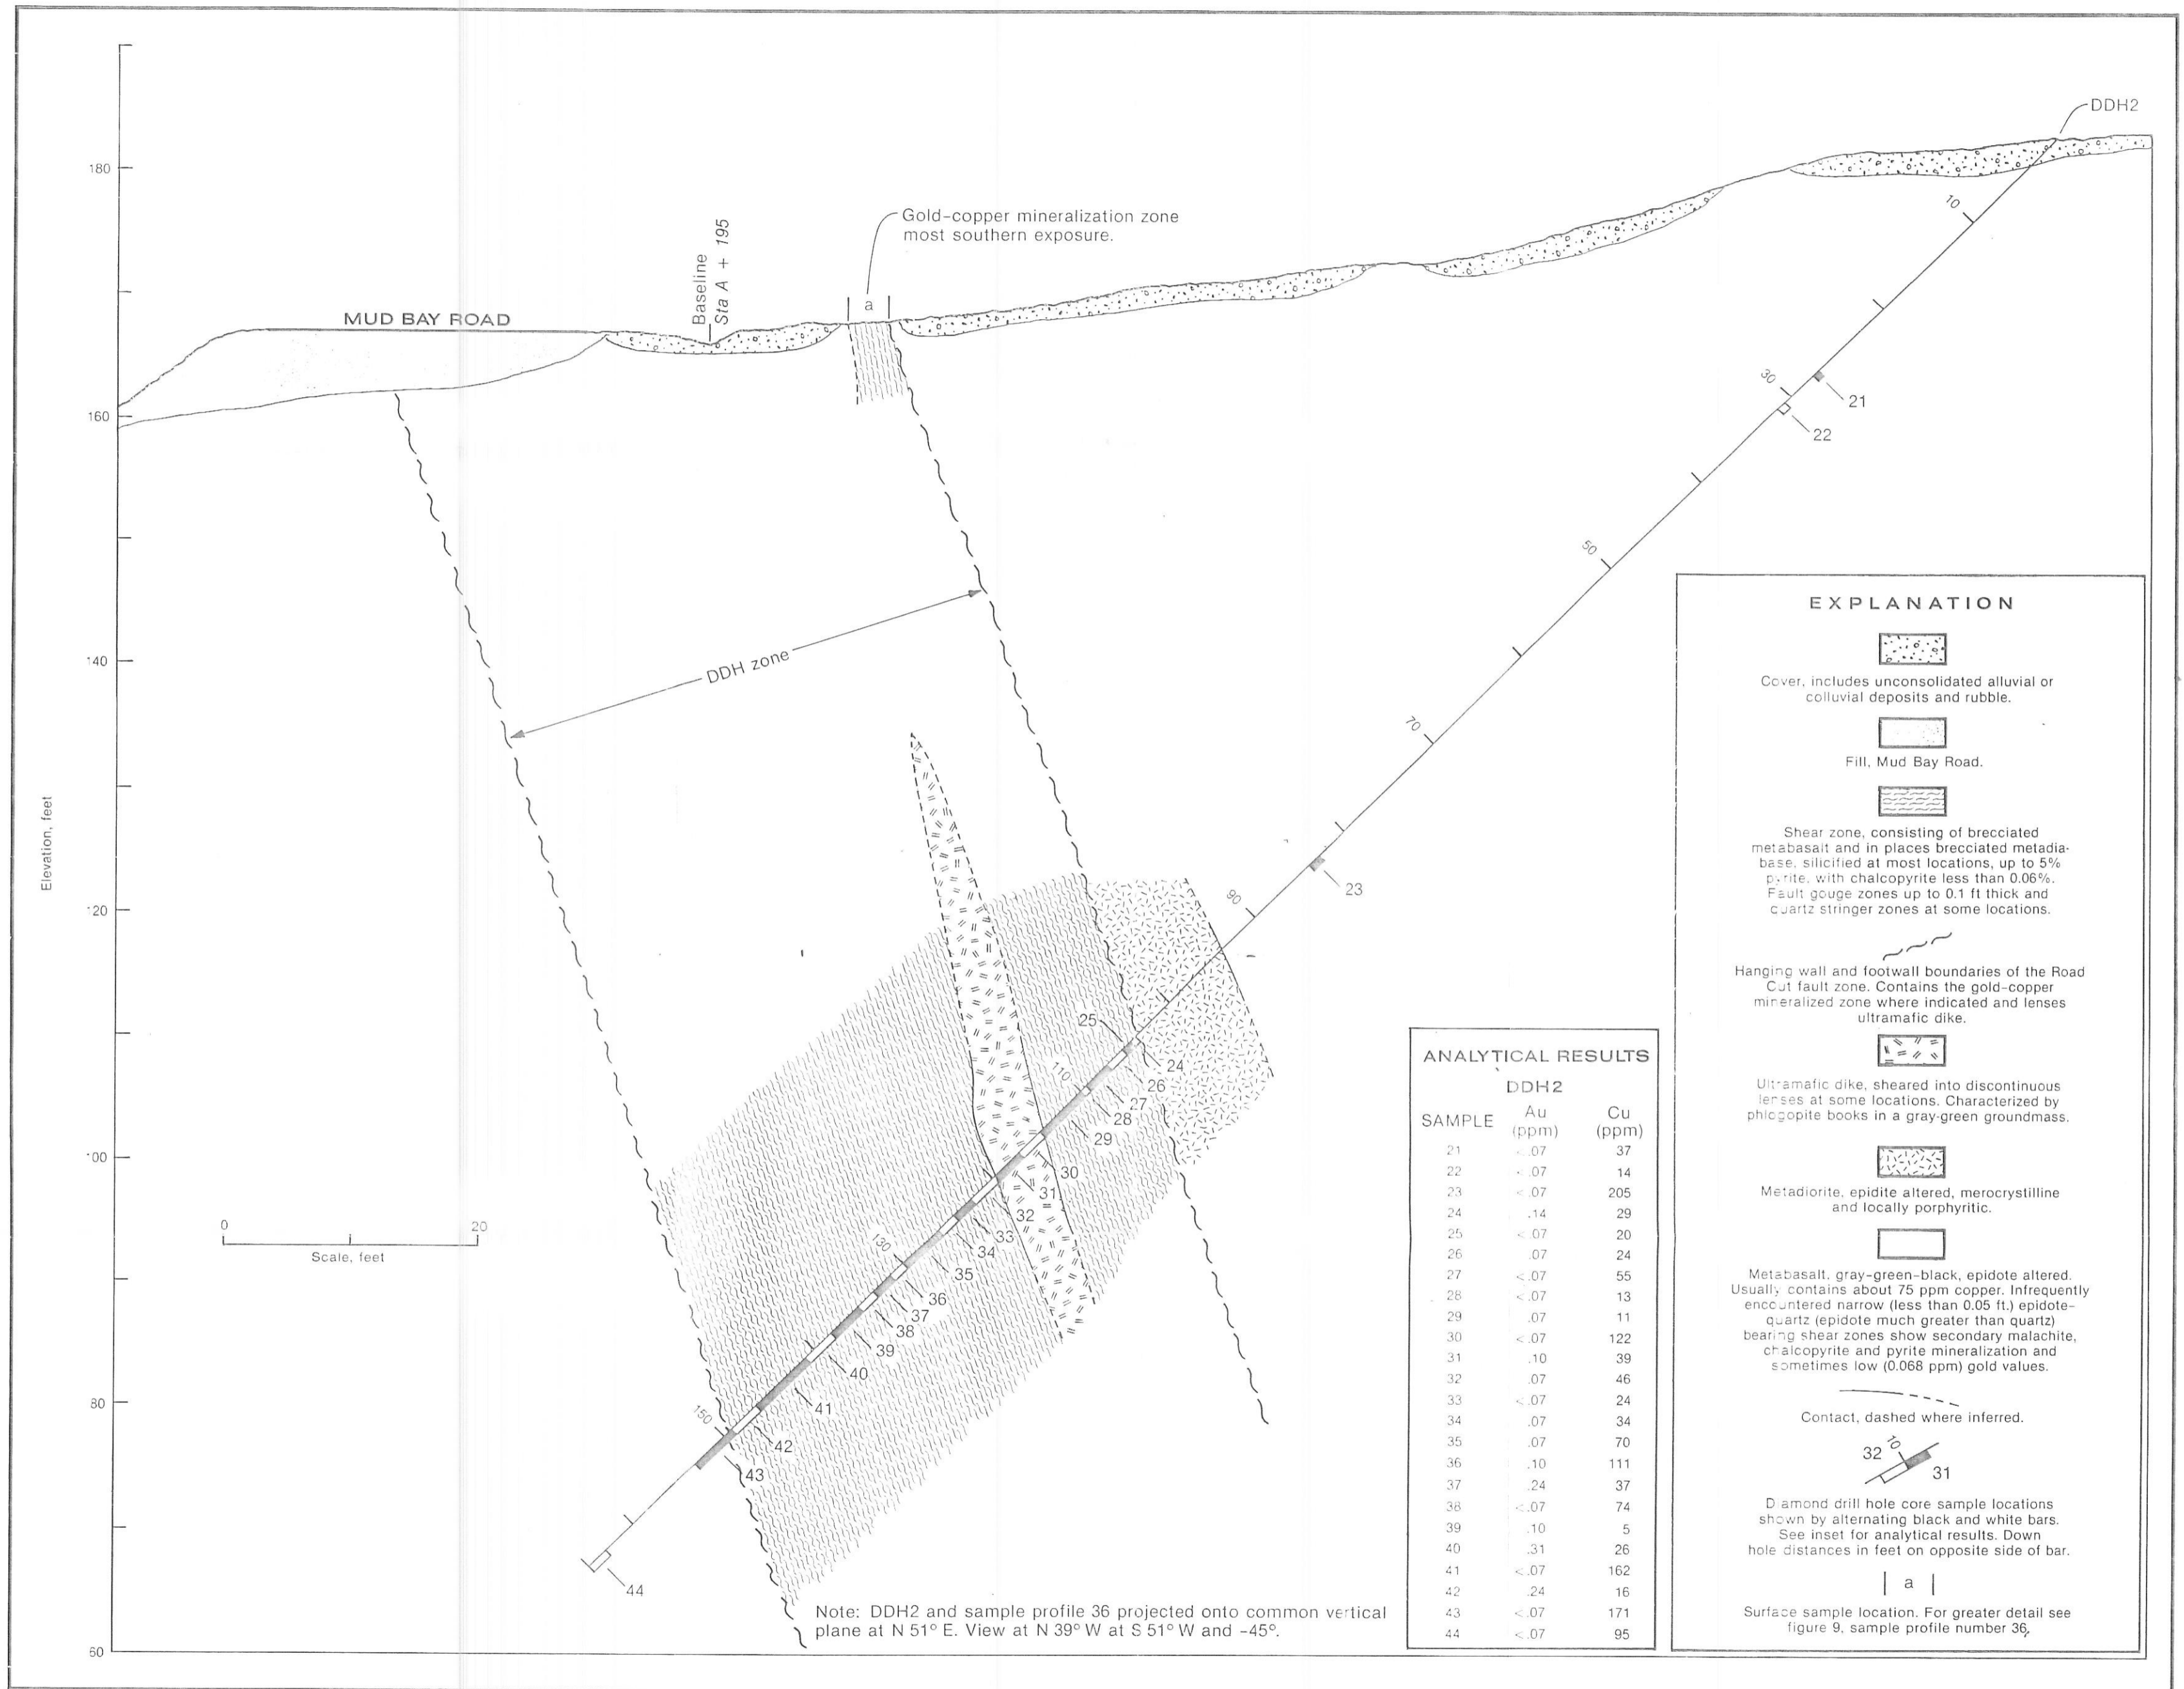 DDH2
180
10
Gold-copper mineralization zone
most southern exposure.
Baseline
Sta A + 195
a
MUD BAY ROAD
30
21
22
160
50
140
DDH zone
70
Elevation, feet
120
90
23
25
24
110
26
27
28
29
100
30
31
32
33
34
130
35
36
37
38
39
40
41
80
150
42
43
44
60
0 20
Scale, feet
Note: DDH2 and sample profile 36 projected onto common vertical
plane at N 51° E. View at N 39° W at S 51° W and -45°.
ANALYTICAL RESULTS
DDH2
SAMPLE Au (ppm) Cu (ppm)
21 <.07 37
22 <.07 14
23 <.07 205
24 .14 29
25 <.07 20
26 .07 24
27 <.07 55
28 <.07 13
29 .07 11
30 <.07 122
31 .10 39
32 .07 46
33 <.07 24
34 .07 34
35 .07 70
36 .10 111
37 .24 37
38 <.07 74
39 .10 5
40 .31 26
41 <.07 162
42 .24 16
43 <.07 171
44 <.07 95
EXPLANATION
Cover, includes unconsolidated alluvial or
colluvial deposits and rubble.
Fill, Mud Bay Road.
Shear zone, consisting of brecciated
metabasalt and in places brecciated metadia-
base, silicified at most locations, up to 5%
pyrite, with chalcopyrite less than 0.06%.
Fault gouge zones up to 0.1 ft thick and
quartz stringer zones at some locations.
Hanging wall and footwall boundaries of the Road
Cut fault zone. Contains the gold-copper
mineralized zone where indicated and lenses
ultramafic dike.
Ultramafic dike, sheared into discontinuous
lenses at some locations. Characterized by
phlogopite books in a gray-green groundmass.
Metadiorite, epidite altered, merocrystilline
and locally porphyritic.
Metabasalt, gray-green-black, epidote altered.
Usually contains about 75 ppm copper. Infrequently
encountered narrow (less than 0.05 ft.) epidote-
quartz (epidote much greater than quartz)
bearing shear zones show secondary malachite,
chalcopyrite and pyrite mineralization and
sometimes low (0.068 ppm) gold values.
Contact, dashed where inferred.
32 10 31
Diamond drill hole core sample locations
shown by alternating black and white bars.
See inset for analytical results. Down
hole distances in feet on opposite side of bar.
a
Surface sample location. For greater detail see
figure 9, sample profile number 36.